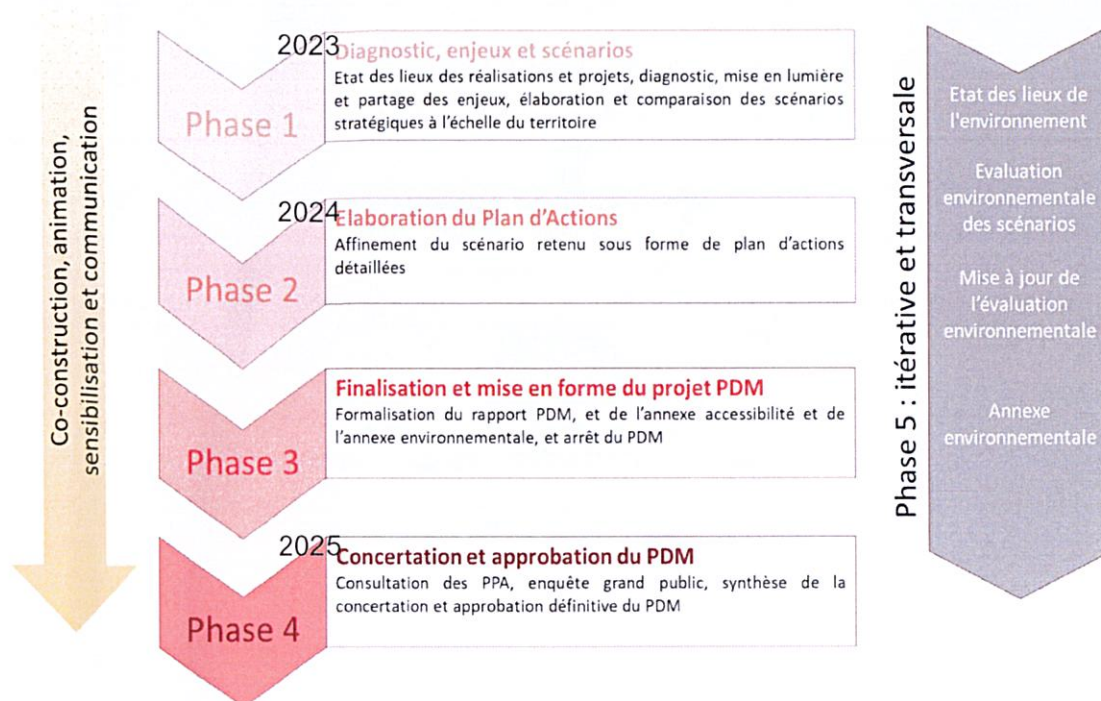 Co-construction, animation,
sensibilisation et communication
2023
Phase 1
Diagnostic, enjeux et scénarios
Etat des lieux des réalisations et projets, diagnostic, mise en lumière
et partage des enjeux, élaboration et comparaison des scénarios
stratégiques à l'échelle du territoire
2024
Phase 2
Elaboration du Plan d'Actions
Affinement du scénario retenu sous forme de plan d'actions
détaillées
Phase 3
Finalisation et mise en forme du projet PDM
Formalisation du rapport PDM, et de l'annexe accessibilité et de
l'annexe environnementale, et arrêt du PDM
2025
Phase 4
Concertation et approbation du PDM
Consultation des PPA, enquête grand public, synthèse de la
concertation et approbation définitive du PDM
Phase 5 : itérative et transversale
Etat des lieux de
l'environnement
Evaluation
environnementale
des scénarios
Mise à jour de
l'évaluation
environnementale
Annexe
environnementale